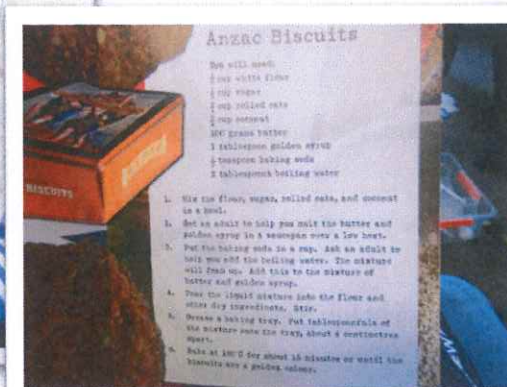 Anzac Biscuits
You will need:
cup white flour
cup sugar
cup rolled oats
cup coconut
100 grams butter
1 tablespoon golden syrup
teaspoon baking soda
2 tablespoons boiling water
1. Mix the flour, sugar, rolled oats, and coconut
in a bowl.
2. Get an adult to help you melt the butter and
golden syrup in a saucepan over a low heat.
3. Put the baking soda in a cup. Ask an adult to
help you add the boiling water. The mixture
will foam up. Add this to the mixture of
butter and golden syrup.
4. Pour the liquid mixture into the flour and
other dry ingredients. Stir.
5. Grease a baking tray. Put tablespoonfuls of
the mixture onto the tray, about 4 centimetres
apart.
6. Bake at 180°C for about 15 minutes or until the
biscuits are a golden colour.
BISCUITS